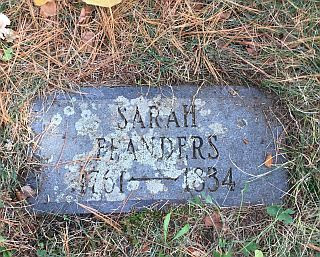 SARAH
FLANDERS
1761 — 1834